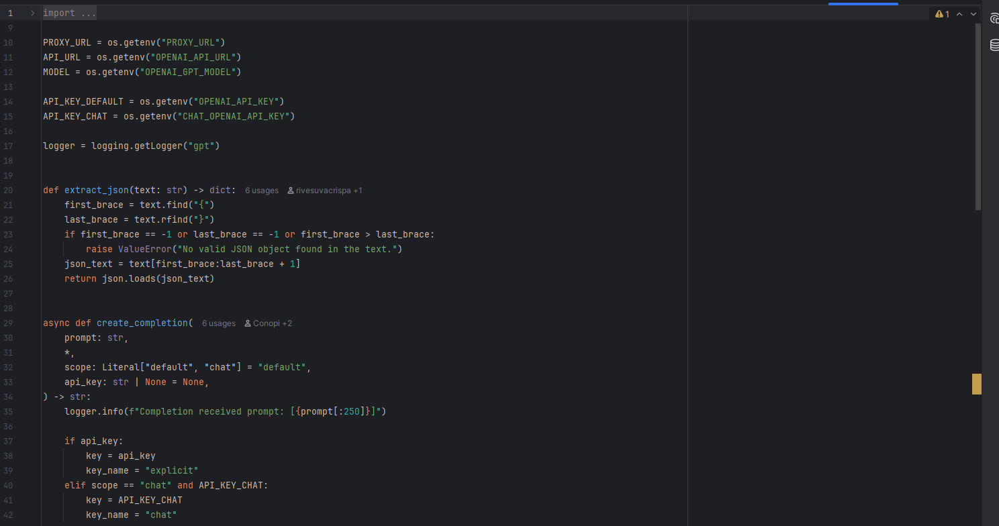 1 import ...
9
10 PROXY_URL = os.getenv("PROXY_URL")
11 API_URL = os.getenv("OPENAI_API_URL")
12 MODEL = os.getenv("OPENAI_GPT_MODEL")
13
14 API_KEY_DEFAULT = os.getenv("OPENAI_API_KEY")
15 API_KEY_CHAT = os.getenv("CHAT_OPENAI_API_KEY")
16
17 logger = logging.getLogger("gpt")
18
19
20 def extract_json(text: str) -> dict: 6 usages rivesuvacrispa +1
21     first_brace = text.find("{")
22     last_brace = text.rfind("}")
23     if first_brace == -1 or last_brace == -1 or first_brace > last_brace:
24         raise ValueError("No valid JSON object found in the text.")
25     json_text = text[first_brace:last_brace + 1]
26     return json.loads(json_text)
27
28
29 async def create_completion( 6 usages Conopi +2
30     prompt: str,
31     *,
32     scope: Literal["default", "chat"] = "default",
33     api_key: str | None = None,
34 ) -> str:
35     logger.info(f"Completion received prompt: [{prompt[:250]}]")
36
37     if api_key:
38         key = api_key
39         key_name = "explicit"
40     elif scope == "chat" and API_KEY_CHAT:
41         key = API_KEY_CHAT
42         key_name = "chat"
1